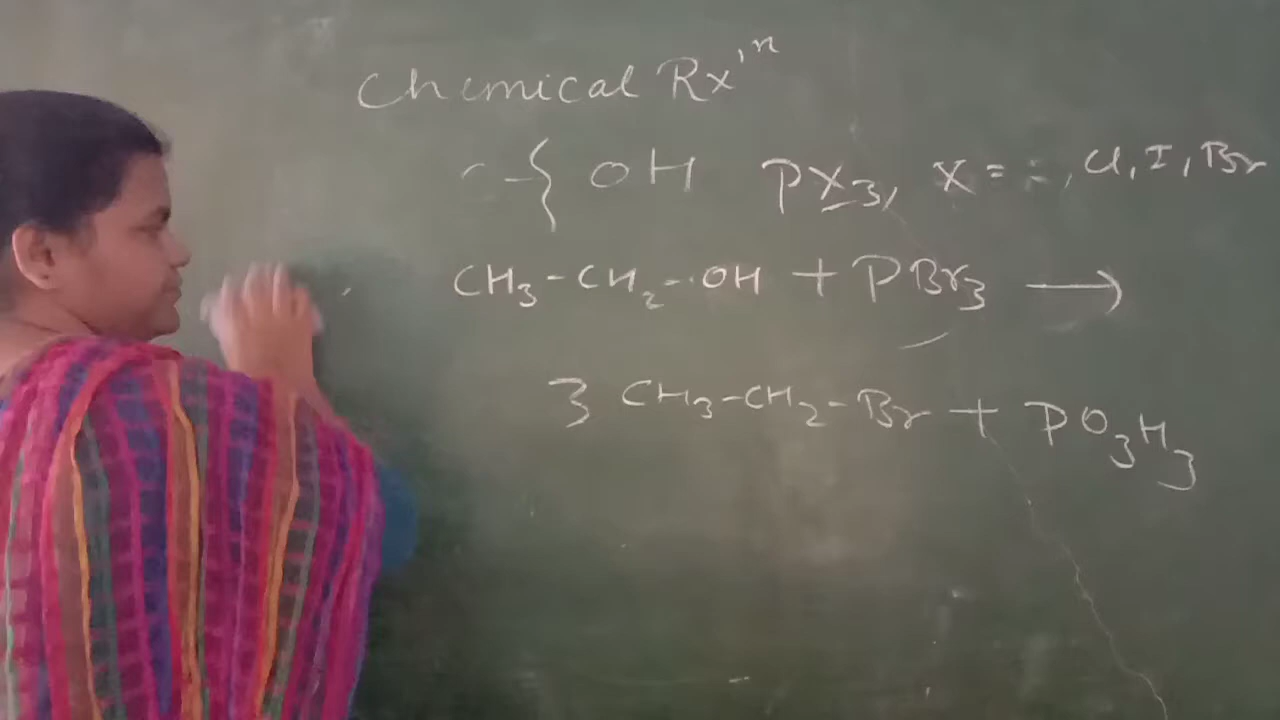 Chemical Rx'n
C-{ OH PX3, X = , Cl, I, Br
CH3-CH2-OH + PBr3 →
3 CH3-CH2-Br + PO3H3